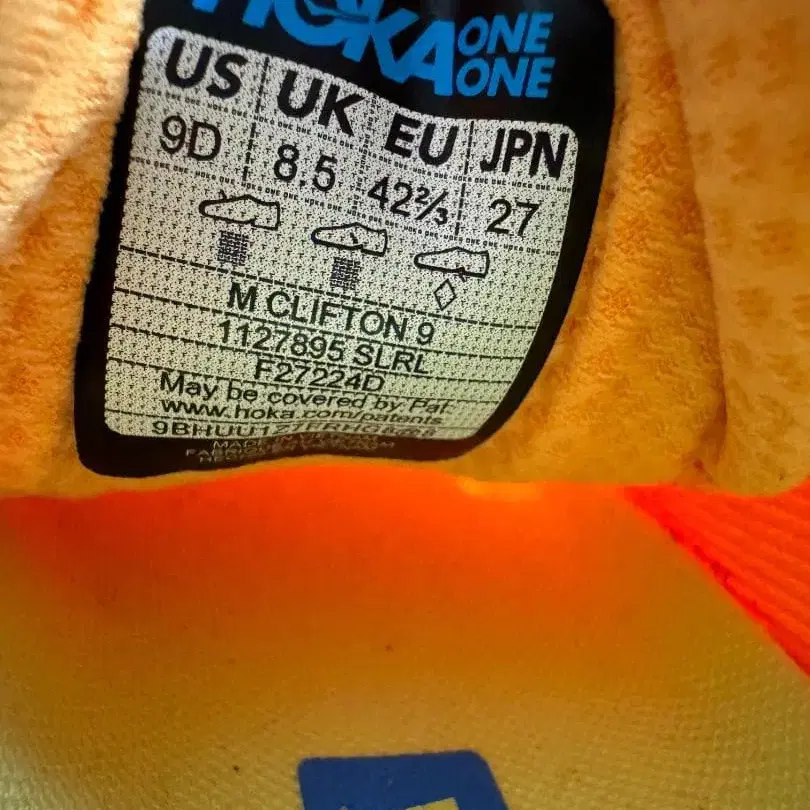 HOKA ONE ONE
US UK EU JPN
9D 8.5 42⅔ 27
M CLIFTON 9
1127895 SLRL
F27224D
May be covered by Pat:
www.hoka.com/patents